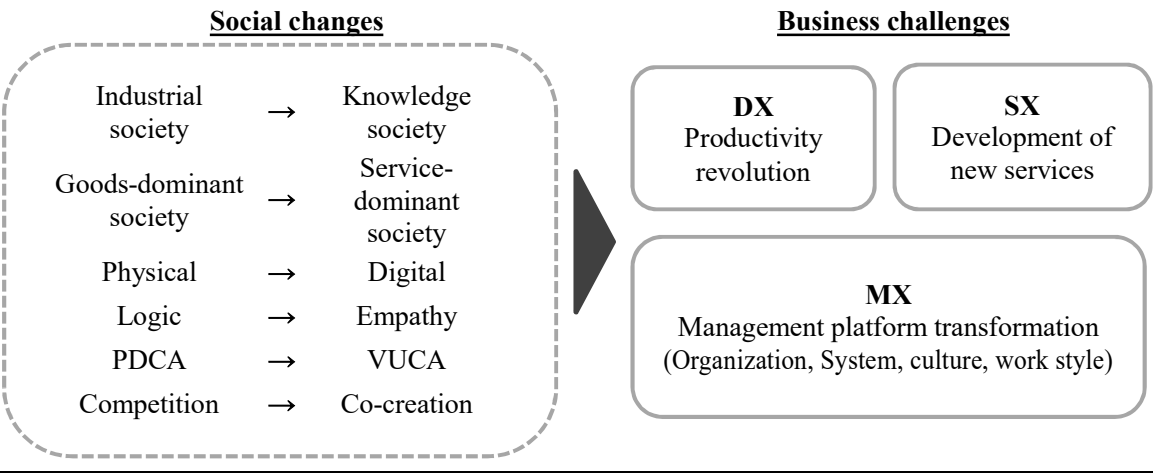 Social changes
Industrial
society
→
Knowledge
society
Goods-dominant
society
→
Service-
dominant
society
Physical → Digital
Logic → Empathy
PDCA → VUCA
Competition → Co-creation
Business challenges
DX
Productivity
revolution
SX
Development of
new services
MX
Management platform transformation
(Organization, System, culture, work style)